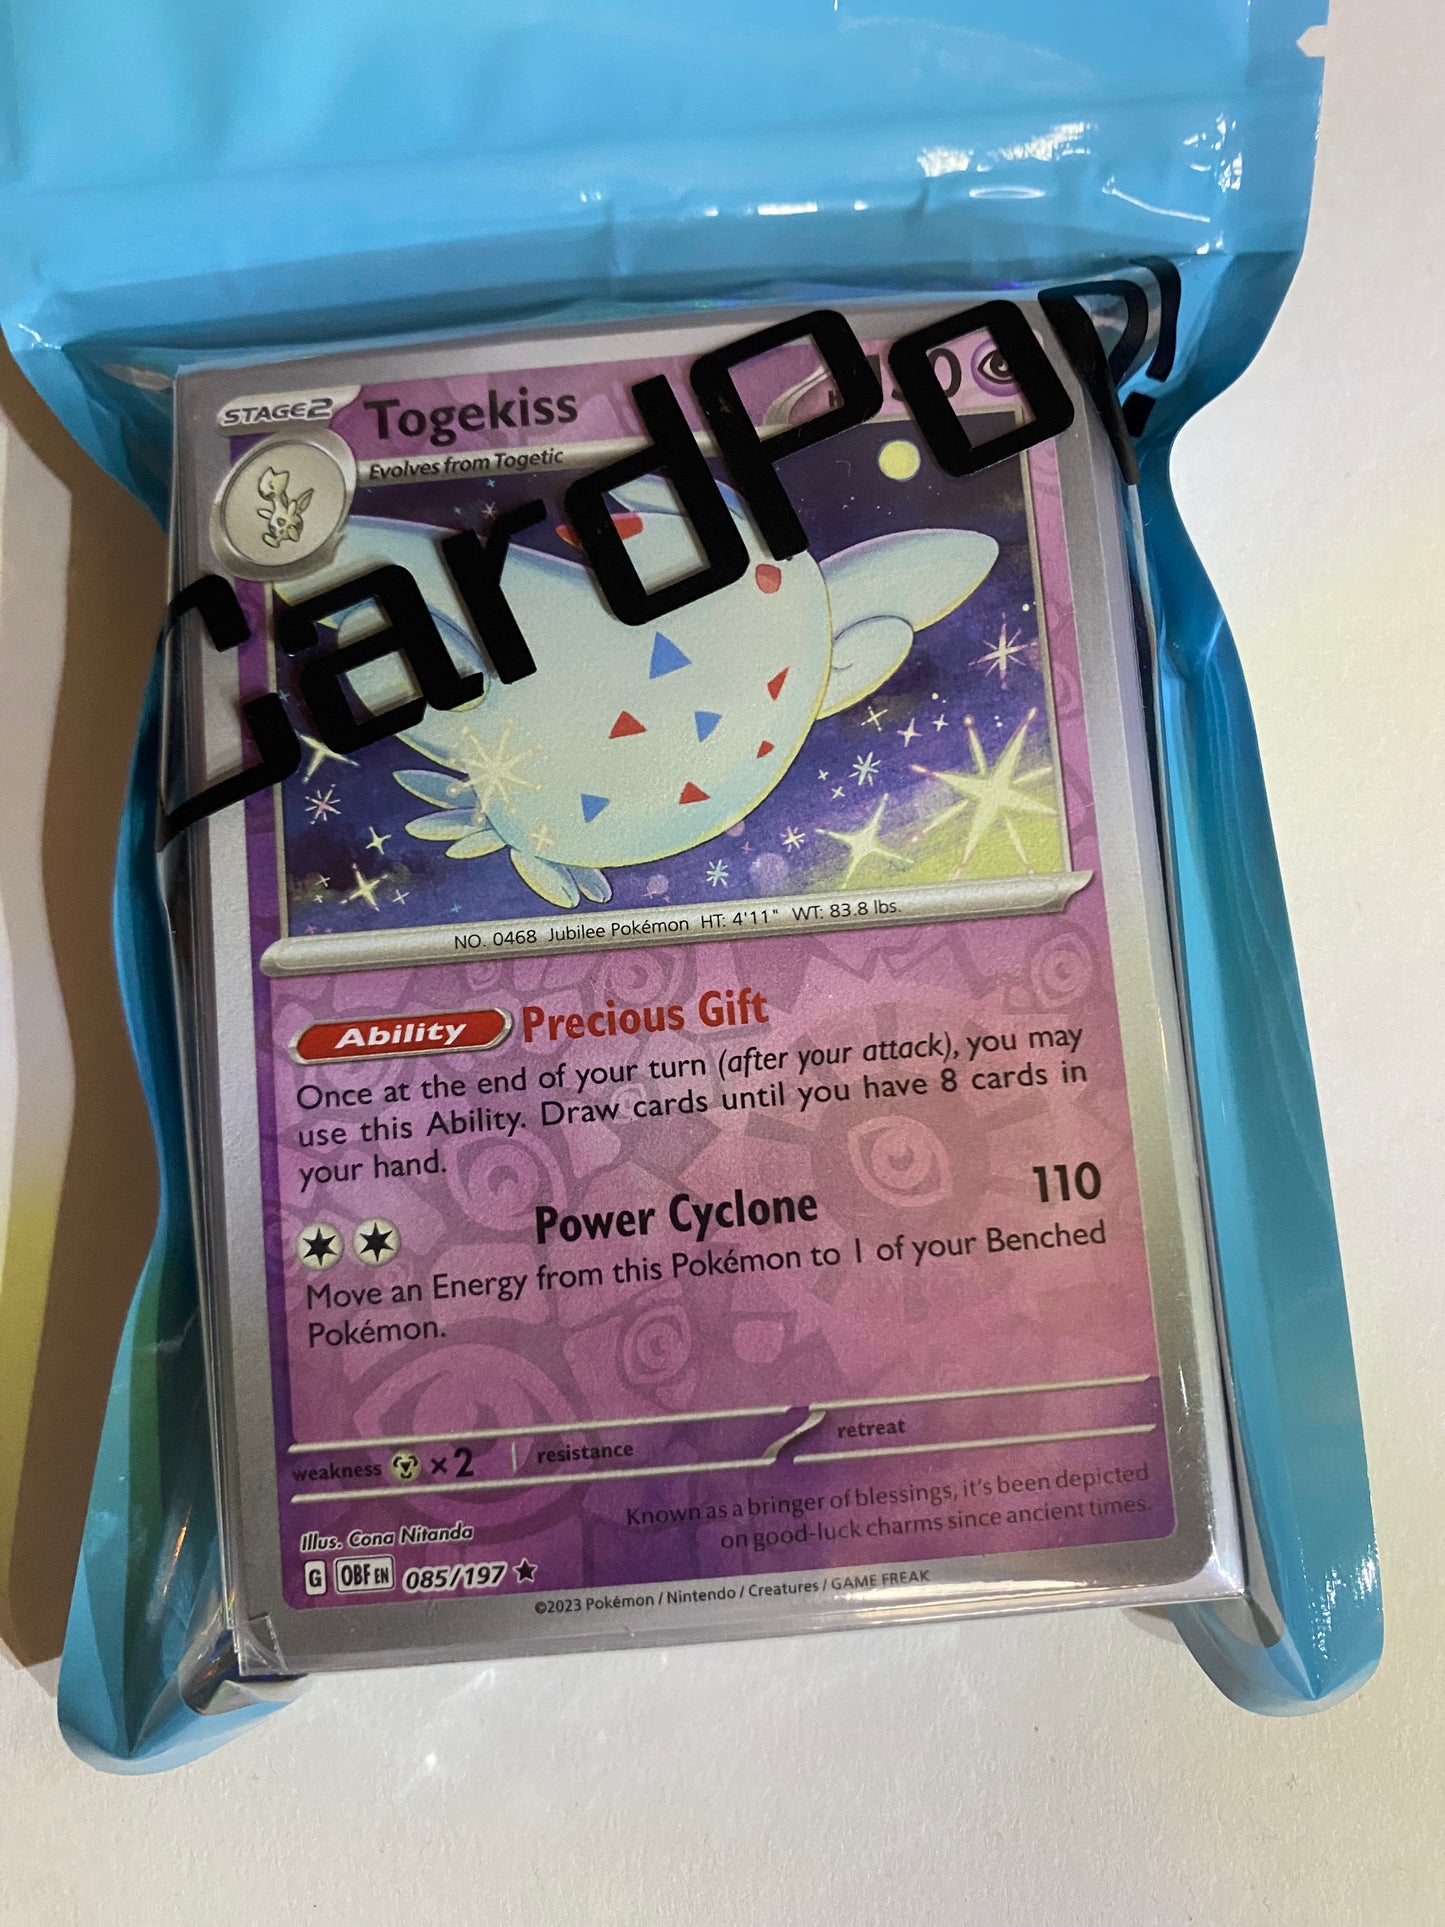 CardPop!
STAGE2
Togekiss
Evolves from Togetic
NO. 0468 Jubilee Pokémon HT: 4'11" WT: 83.8 lbs.
Ability Precious Gift
Once at the end of your turn (after your attack), you may
use this Ability. Draw cards until you have 8 cards in
your hand.
Power Cyclone 110
Move an Energy from this Pokémon to 1 of your Benched
Pokémon.
weakness ×2 resistance retreat
Known as a bringer of blessings, it's been depicted
on good-luck charms since ancient times.
Illus. Cona Nitanda
G OBF EN 085/197 ★
©2023 Pokémon / Nintendo / Creatures / GAME FREAK